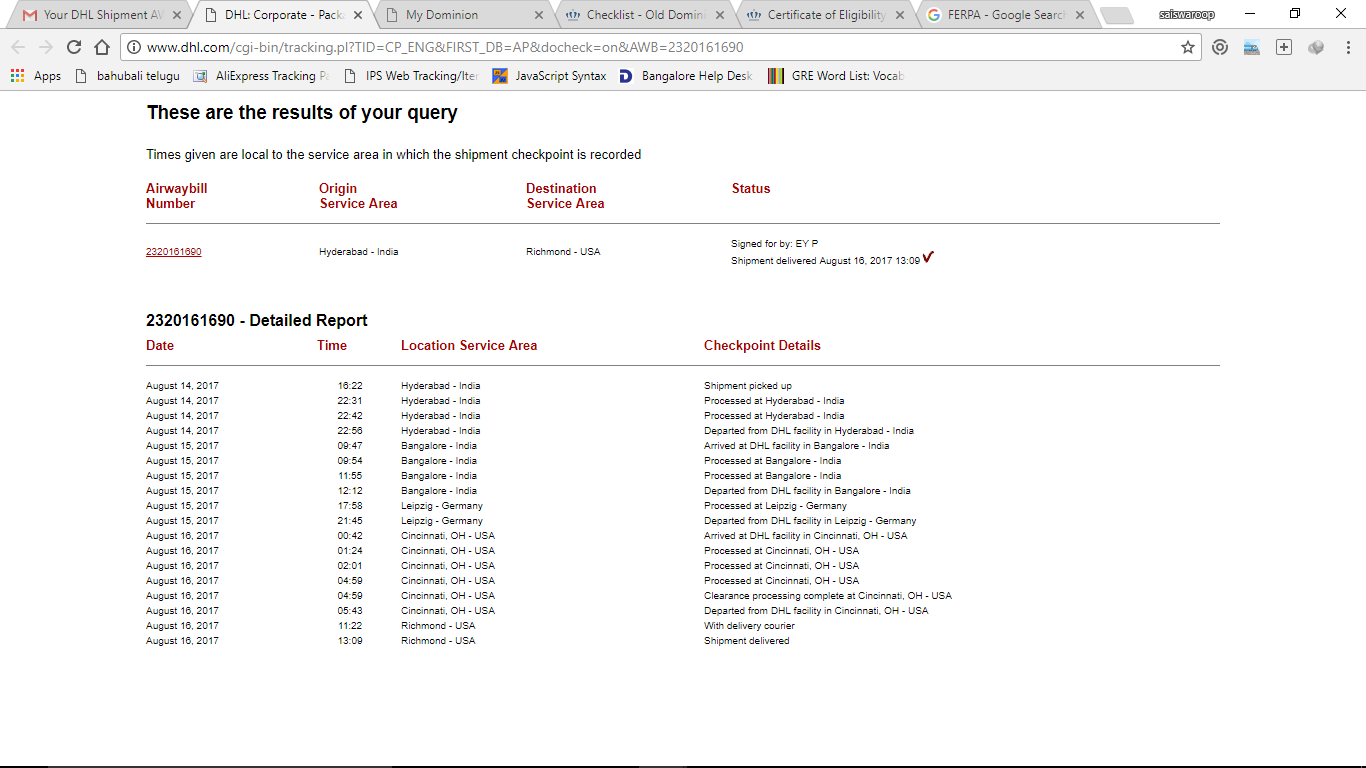 Your DHL Shipment AW
DHL: Corporate - Packa
My Dominion
Checklist - Old Domini
Certificate of Eligibility
FERPA - Google Search
saiswaroop
www.dhl.com/cgi-bin/tracking.pl?TID=CP_ENG&FIRST_DB=AP&docheck=on&AWB=2320161690
Apps bahubali telugu AliExpress Tracking Pa IPS Web Tracking/Iter JavaScript Syntax Bangalore Help Desk GRE Word List: Vocab
These are the results of your query
Times given are local to the service area in which the shipment checkpoint is recorded
Airwaybill Origin Destination Status
Number Service Area Service Area
Signed for by: EY P
2320161690 Hyderabad - India Richmond - USA
Shipment delivered August 16, 2017 13:09
2320161690 - Detailed Report
Date Time Location Service Area Checkpoint Details
August 14, 2017 16:22 Hyderabad - India Shipment picked up
August 14, 2017 22:31 Hyderabad - India Processed at Hyderabad - India
August 14, 2017 22:42 Hyderabad - India Processed at Hyderabad - India
August 14, 2017 22:56 Hyderabad - India Departed from DHL facility in Hyderabad - India
August 15, 2017 09:47 Bangalore - India Arrived at DHL facility in Bangalore - India
August 15, 2017 09:54 Bangalore - India Processed at Bangalore - India
August 15, 2017 11:55 Bangalore - India Processed at Bangalore - India
August 15, 2017 12:12 Bangalore - India Departed from DHL facility in Bangalore - India
August 15, 2017 17:58 Leipzig - Germany Processed at Leipzig - Germany
August 15, 2017 21:45 Leipzig - Germany Departed from DHL facility in Leipzig - Germany
August 16, 2017 00:42 Cincinnati, OH - USA Arrived at DHL facility in Cincinnati, OH - USA
August 16, 2017 01:24 Cincinnati, OH - USA Processed at Cincinnati, OH - USA
August 16, 2017 02:01 Cincinnati, OH - USA Processed at Cincinnati, OH - USA
August 16, 2017 04:59 Cincinnati, OH - USA Processed at Cincinnati, OH - USA
August 16, 2017 04:59 Cincinnati, OH - USA Clearance processing complete at Cincinnati, OH - USA
August 16, 2017 05:43 Cincinnati, OH - USA Departed from DHL facility in Cincinnati, OH - USA
August 16, 2017 11:22 Richmond - USA With delivery courier
August 16, 2017 13:09 Richmond - USA Shipment delivered